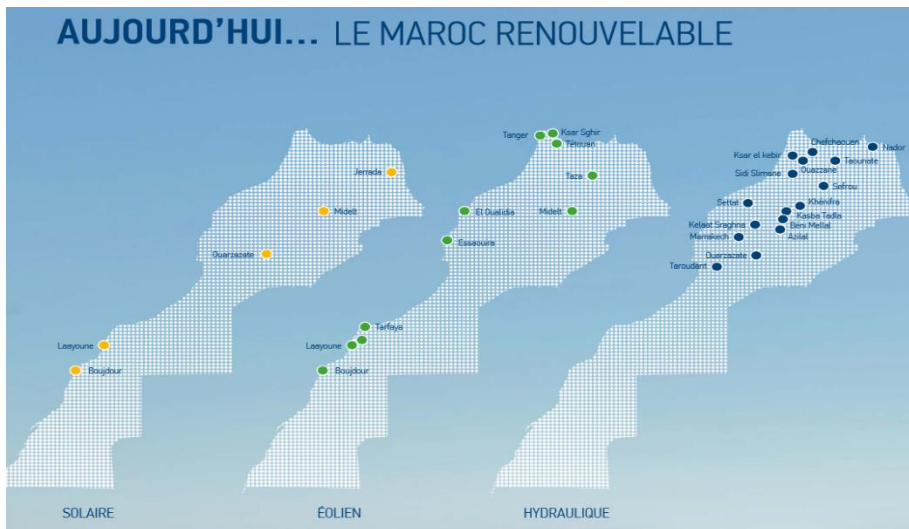 AUJOURD'HUI... LE MAROC RENOUVELABLE
Jerrada
Midelt
Ouarzazate
Laayoune
Boujdour
SOLAIRE
Tanger
Ksar Sghir
Tétouan
Taza
El Oualidia
Midelt
Essaouira
Tarfaya
Laayoune
Boujdour
ÉOLIEN
Chefchaouen
Nador
Ksar el kebir
Taounate
Ouazzane
Sidi Slimane
Sefrou
Settat
Khénifra
Kasba Tadla
Kelaat Sraghna
Béni Mellal
Marrakech
Azilal
Ouarzazate
Taroudant
HYDRAULIQUE